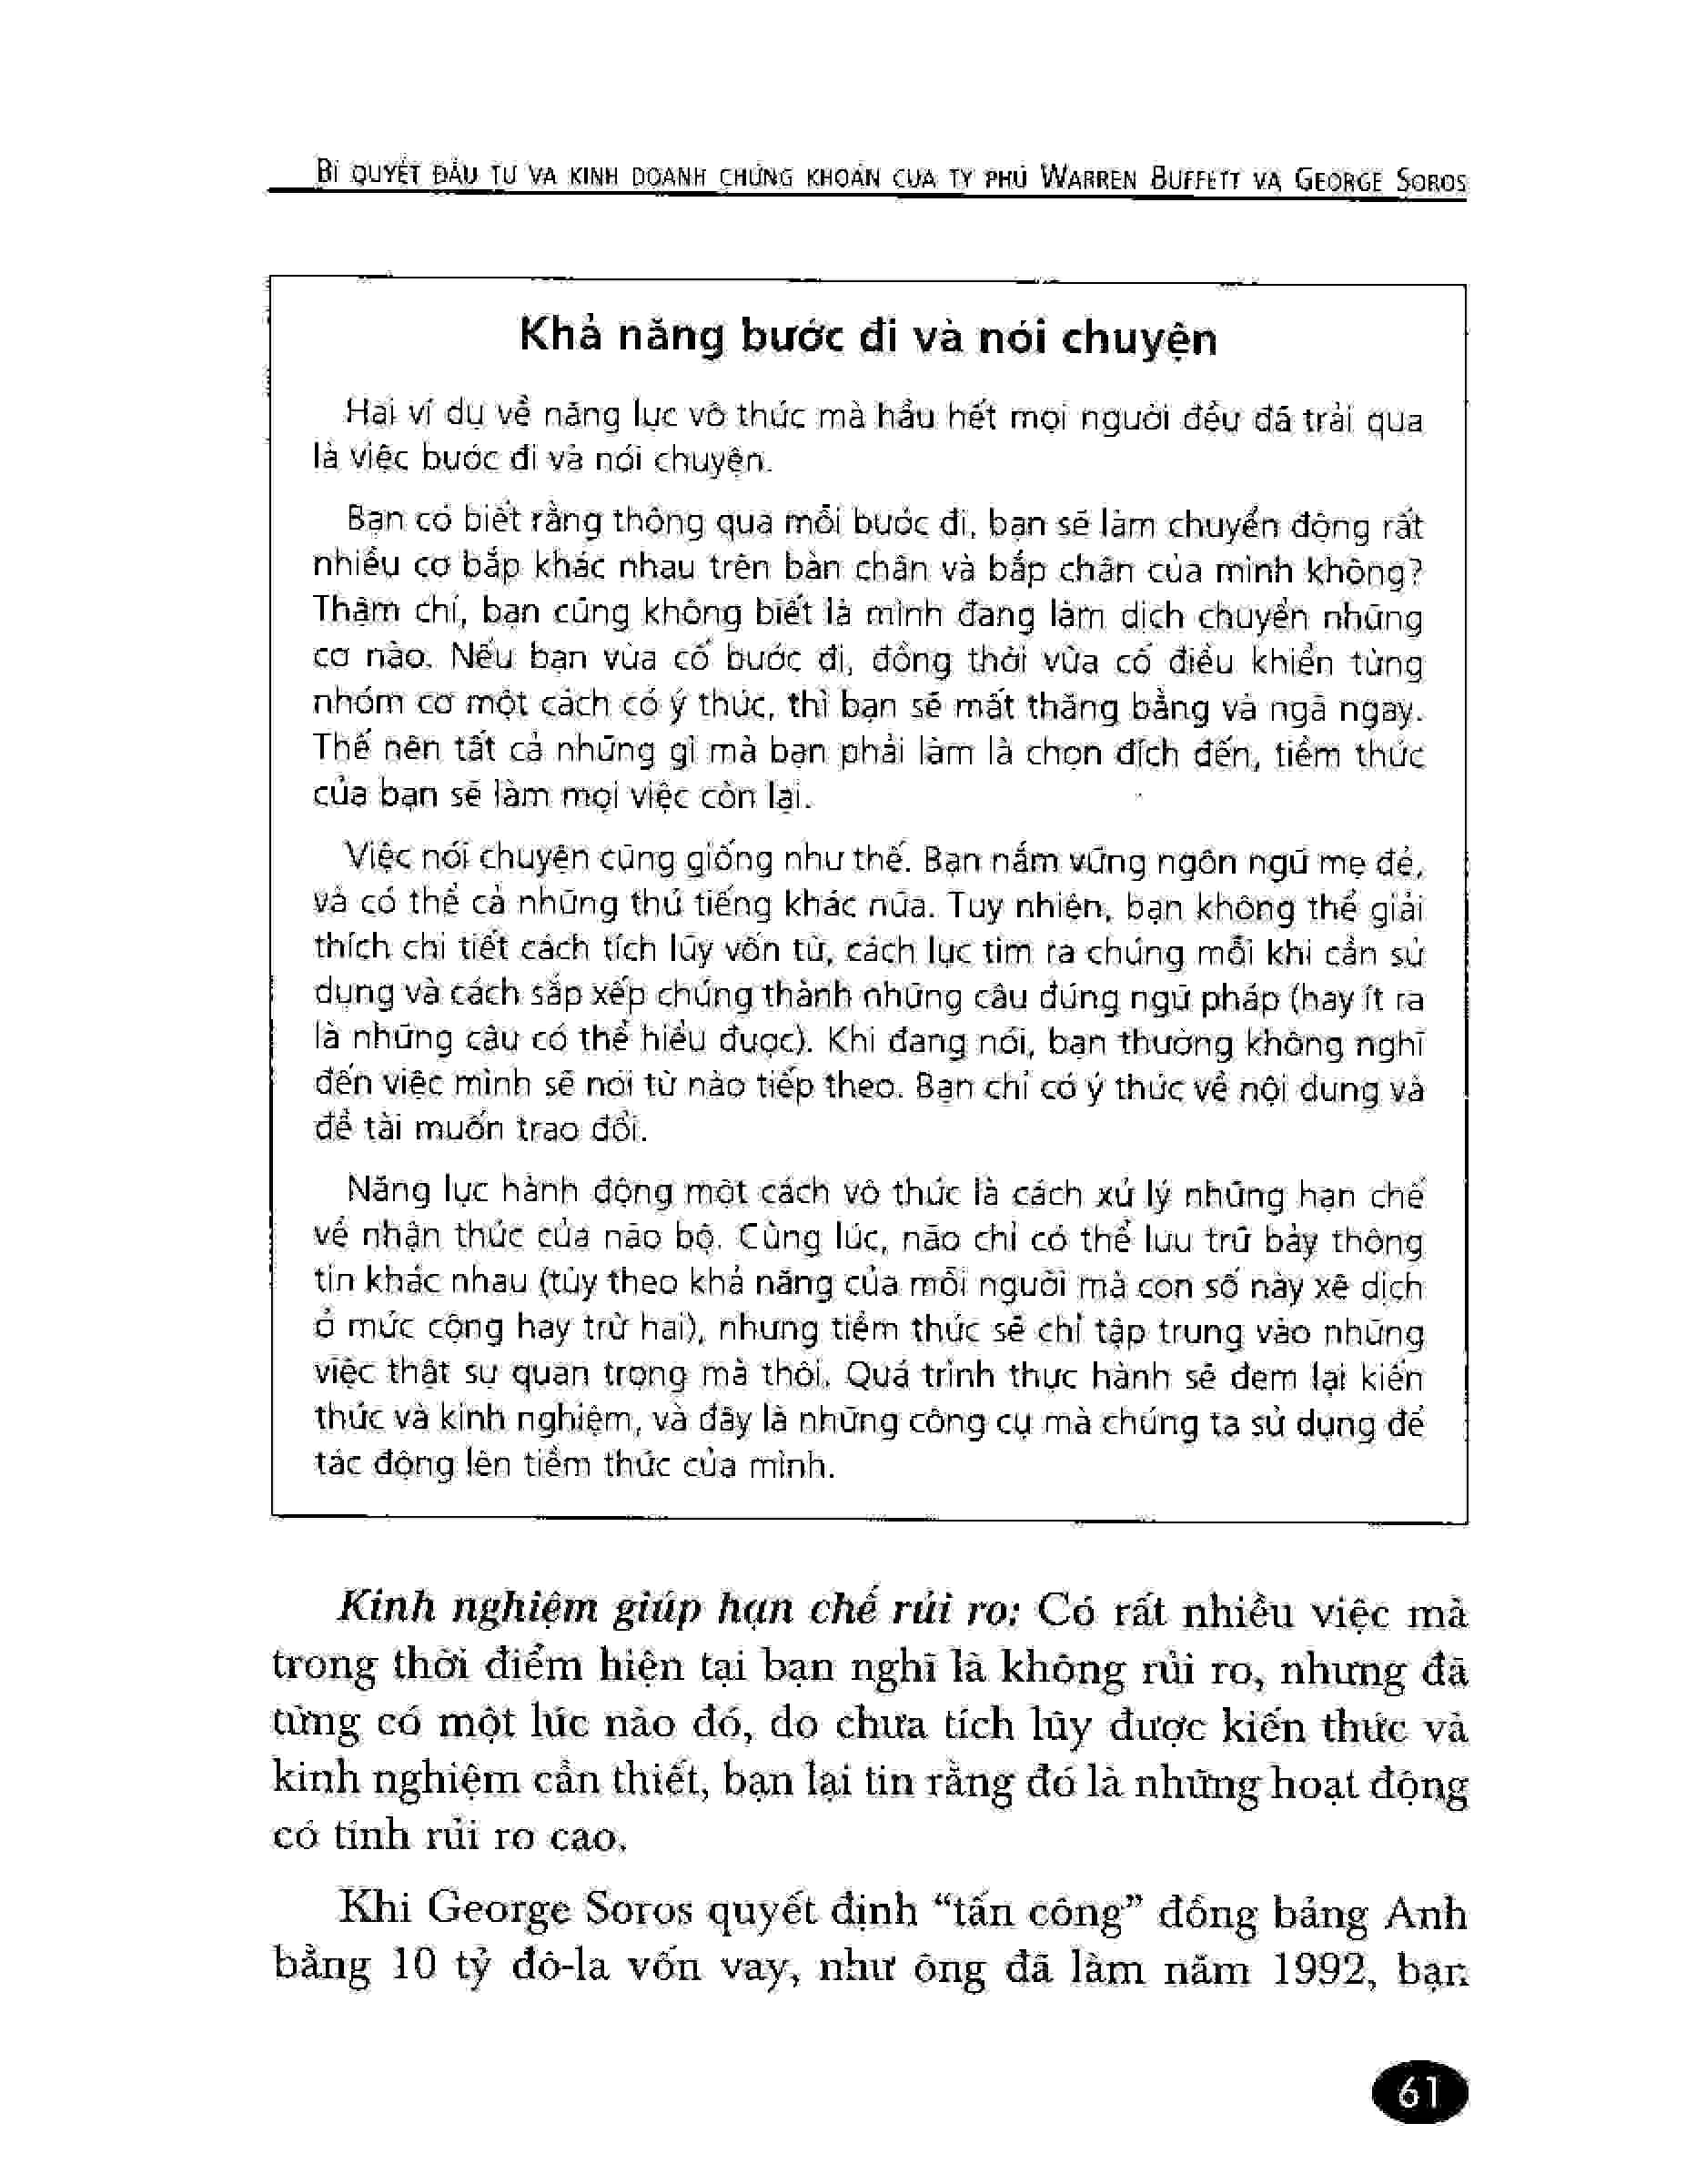 BÍ QUYẾT ĐẦU TƯ VÀ KINH DOANH CHỨNG KHOÁN CỦA TỶ PHÚ WARREN BUFFETT VÀ GEORGE SOROS
Khả năng bước đi và nói chuyện
Hai ví dụ về năng lực vô thức mà hầu hết mọi người đều đã trải qua
là việc bước đi và nói chuyện.
Bạn có biết rằng thông qua mỗi bước đi, bạn sẽ làm chuyển động rất
nhiều cơ bắp khác nhau trên bàn chân và bắp chân của mình không?
Thậm chí, bạn cũng không biết là mình đang làm dịch chuyển những
cơ nào. Nếu bạn vừa cố bước đi, đồng thời vừa cố điều khiển từng
nhóm cơ một cách có ý thức, thì bạn sẽ mất thăng bằng và ngã ngay.
Thế nên tất cả những gì mà bạn phải làm là chọn đích đến, tiềm thức
của bạn sẽ làm mọi việc còn lại.
Việc nói chuyện cũng giống như thế. Bạn nắm vững ngôn ngữ mẹ đẻ,
và có thể cả những thứ tiếng khác nữa. Tuy nhiên, bạn không thể giải
thích chi tiết cách tích lũy vốn từ, cách lục tìm ra chúng mỗi khi cần sử
dụng và cách sắp xếp chúng thành những câu đúng ngữ pháp (hay ít ra
là những câu có thể hiểu được). Khi đang nói, bạn thường không nghĩ
đến việc mình sẽ nói từ nào tiếp theo. Bạn chỉ có ý thức về nội dung và
đề tài muốn trao đổi.
Năng lực hành động một cách vô thức là cách xử lý những hạn chế
về nhận thức của não bộ. Cùng lúc, não chỉ có thể lưu trữ bảy thông
tin khác nhau (tùy theo khả năng của mỗi người mà con số này xê dịch
ở mức cộng hay trừ hai), nhưng tiềm thức sẽ chỉ tập trung vào những
việc thật sự quan trọng mà thôi. Quá trình thực hành sẽ đem lại kiến
thức và kinh nghiệm, và đây là những công cụ mà chúng ta sử dụng để
tác động lên tiềm thức của mình.
Kinh nghiệm giúp hạn chế rủi ro: Có rất nhiều việc mà
trong thời điểm hiện tại bạn nghĩ là không rủi ro, nhưng đã
từng có một lúc nào đó, do chưa tích lũy được kiến thức và
kinh nghiệm cần thiết, bạn lại tin rằng đó là những hoạt động
có tính rủi ro cao.
Khi George Soros quyết định “tấn công” đồng bảng Anh
bằng 10 tỷ đô-la vốn vay, như ông đã làm năm 1992, bạn
61